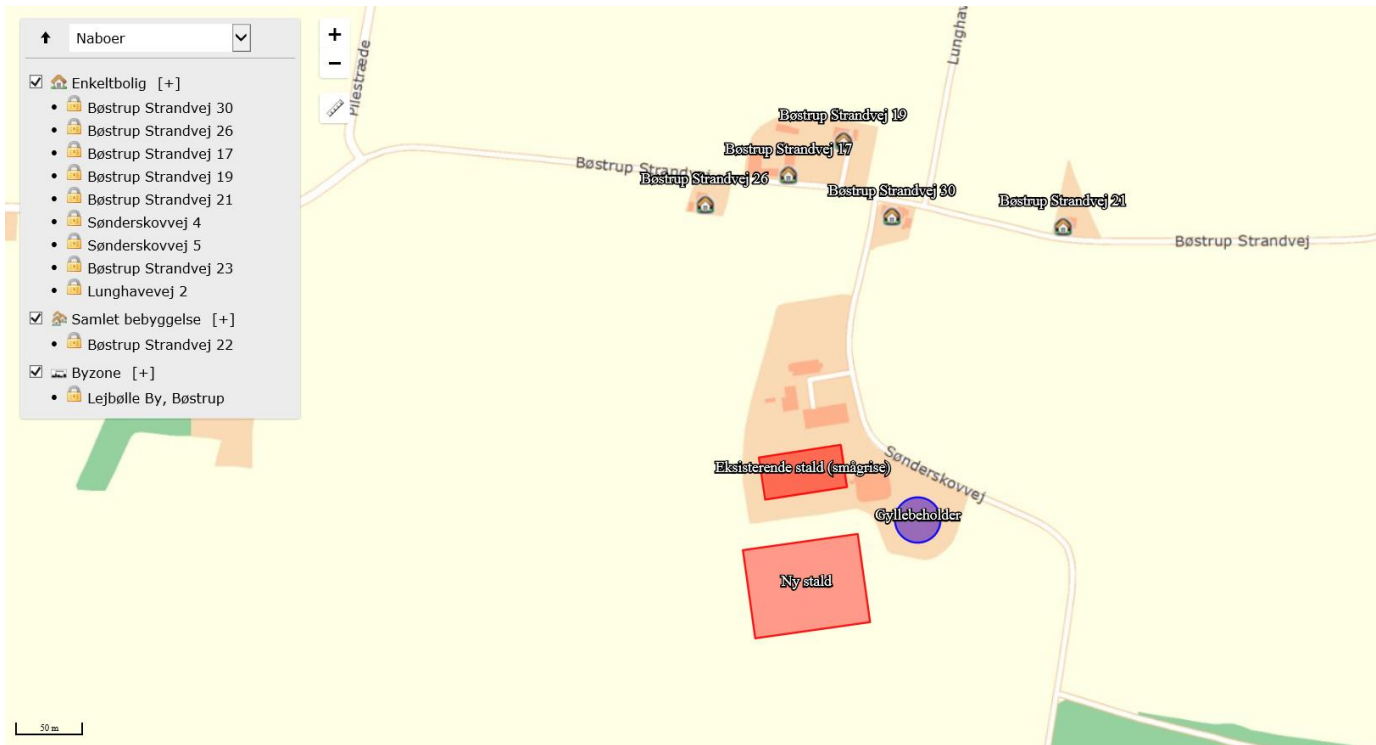 Naboer
Enkeltbolig [+]
Bøstrup Strandvej 30
Bøstrup Strandvej 26
Bøstrup Strandvej 17
Bøstrup Strandvej 19
Bøstrup Strandvej 21
Sønderskovvej 4
Sønderskovvej 5
Bøstrup Strandvej 23
Lunghavevej 2
Samlet bebyggelse [+]
Bøstrup Strandvej 22
Byzone [+]
Lejbølle By, Bøstrup
+
−
Pilestræde
Lunghav
Bøstrup Strandvej 19
Bøstrup Strandvej 17
Bøstrup Strandvej
Bøstrup Strandvej 26
Bøstrup Strandvej 30
Bøstrup Strandvej 21
Bøstrup Strandvej
Sønderskovvej
Eksisterende stald (smågrise)
Gyllebeholder
Ny stald
50 m